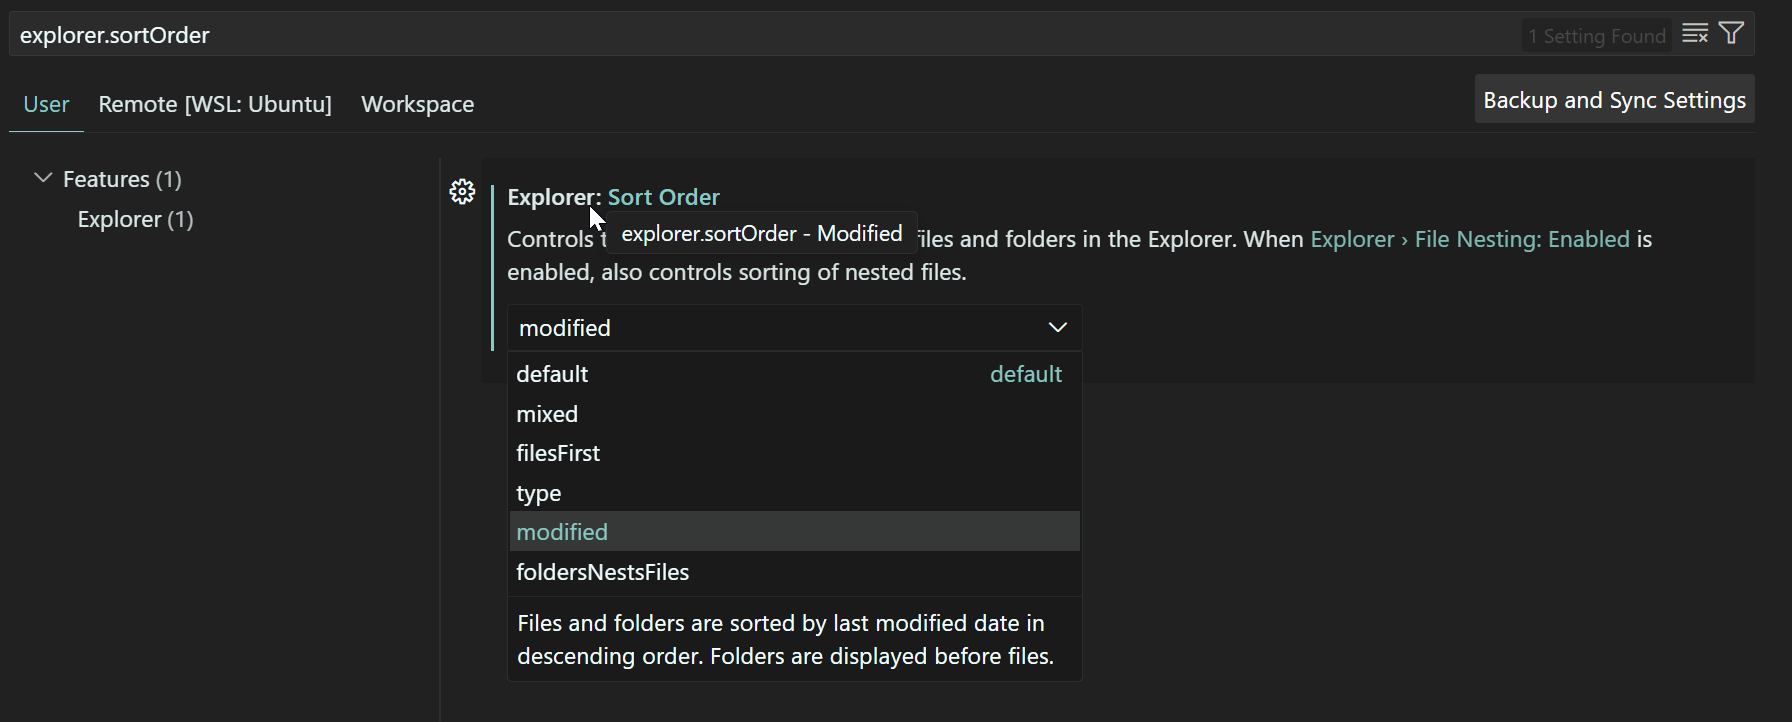 explorer.sortOrder
1 Setting Found
User Remote [WSL: Ubuntu] Workspace
Backup and Sync Settings
Features (1)
Explorer (1)
Explorer: Sort Order
explorer.sortOrder - Modified
Controls files and folders in the Explorer. When Explorer › File Nesting: Enabled is
enabled, also controls sorting of nested files.
modified
default default
mixed
filesFirst
type
modified
foldersNestsFiles
Files and folders are sorted by last modified date in
descending order. Folders are displayed before files.